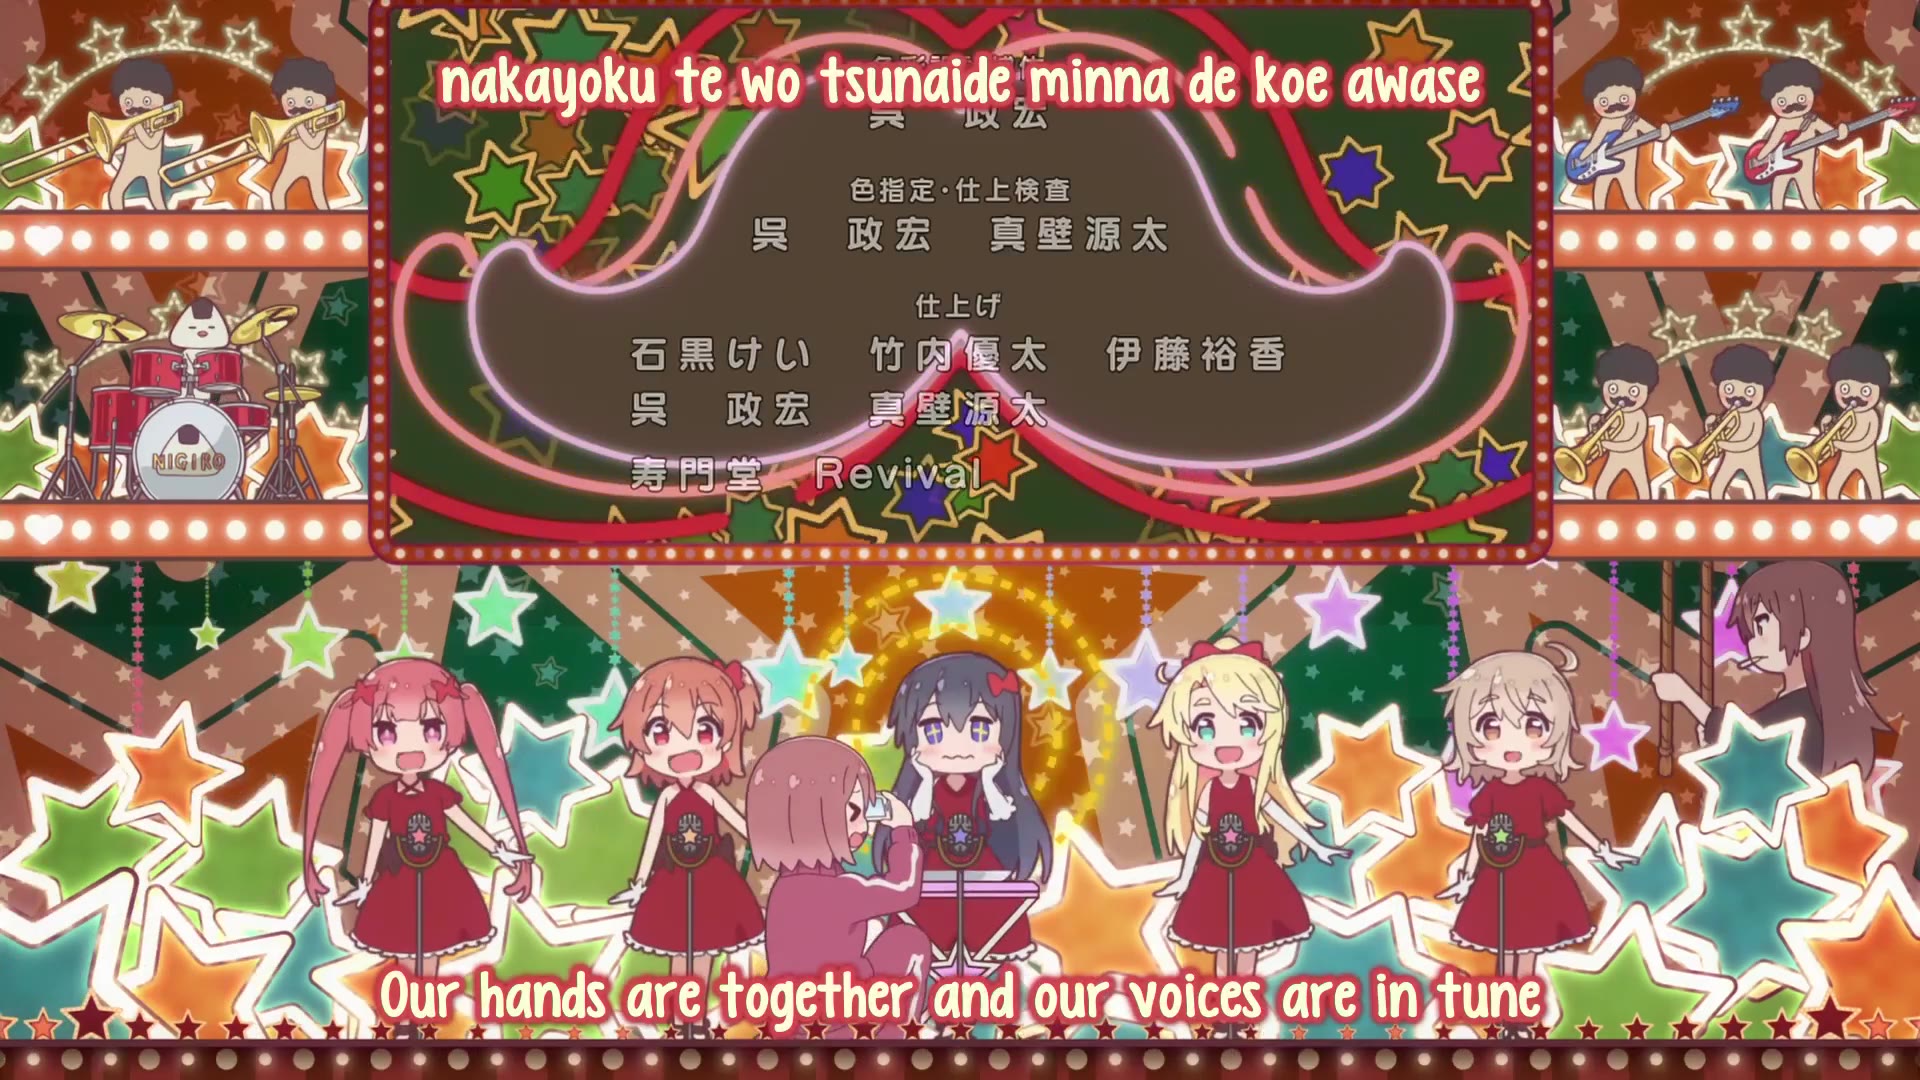 nakayoku te wo tsunaide minna de koe awase
呉　政宏
色指定・仕上検査
呉　政宏　真壁源太
仕上げ
石黒けい　竹内優太　伊藤裕香
呉　政宏　真壁源太
寿門堂　Revival
NIGIRO
Our hands are together and our voices are in tune